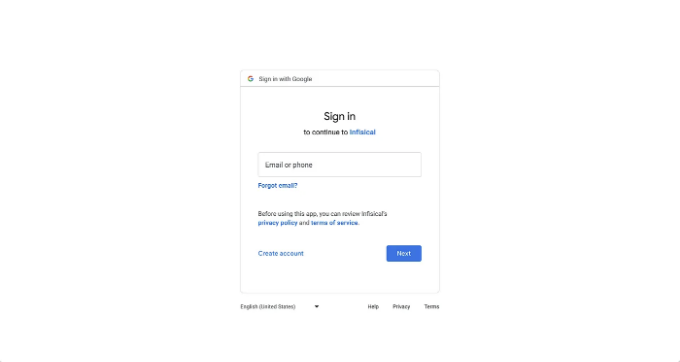 Sign in with Google
Sign in
to continue to Infisical
Email or phone
Forgot email?
Before using this app, you can review Infisical's
privacy policy and terms of service.
Create account
Next
English (United States)
Help Privacy Terms